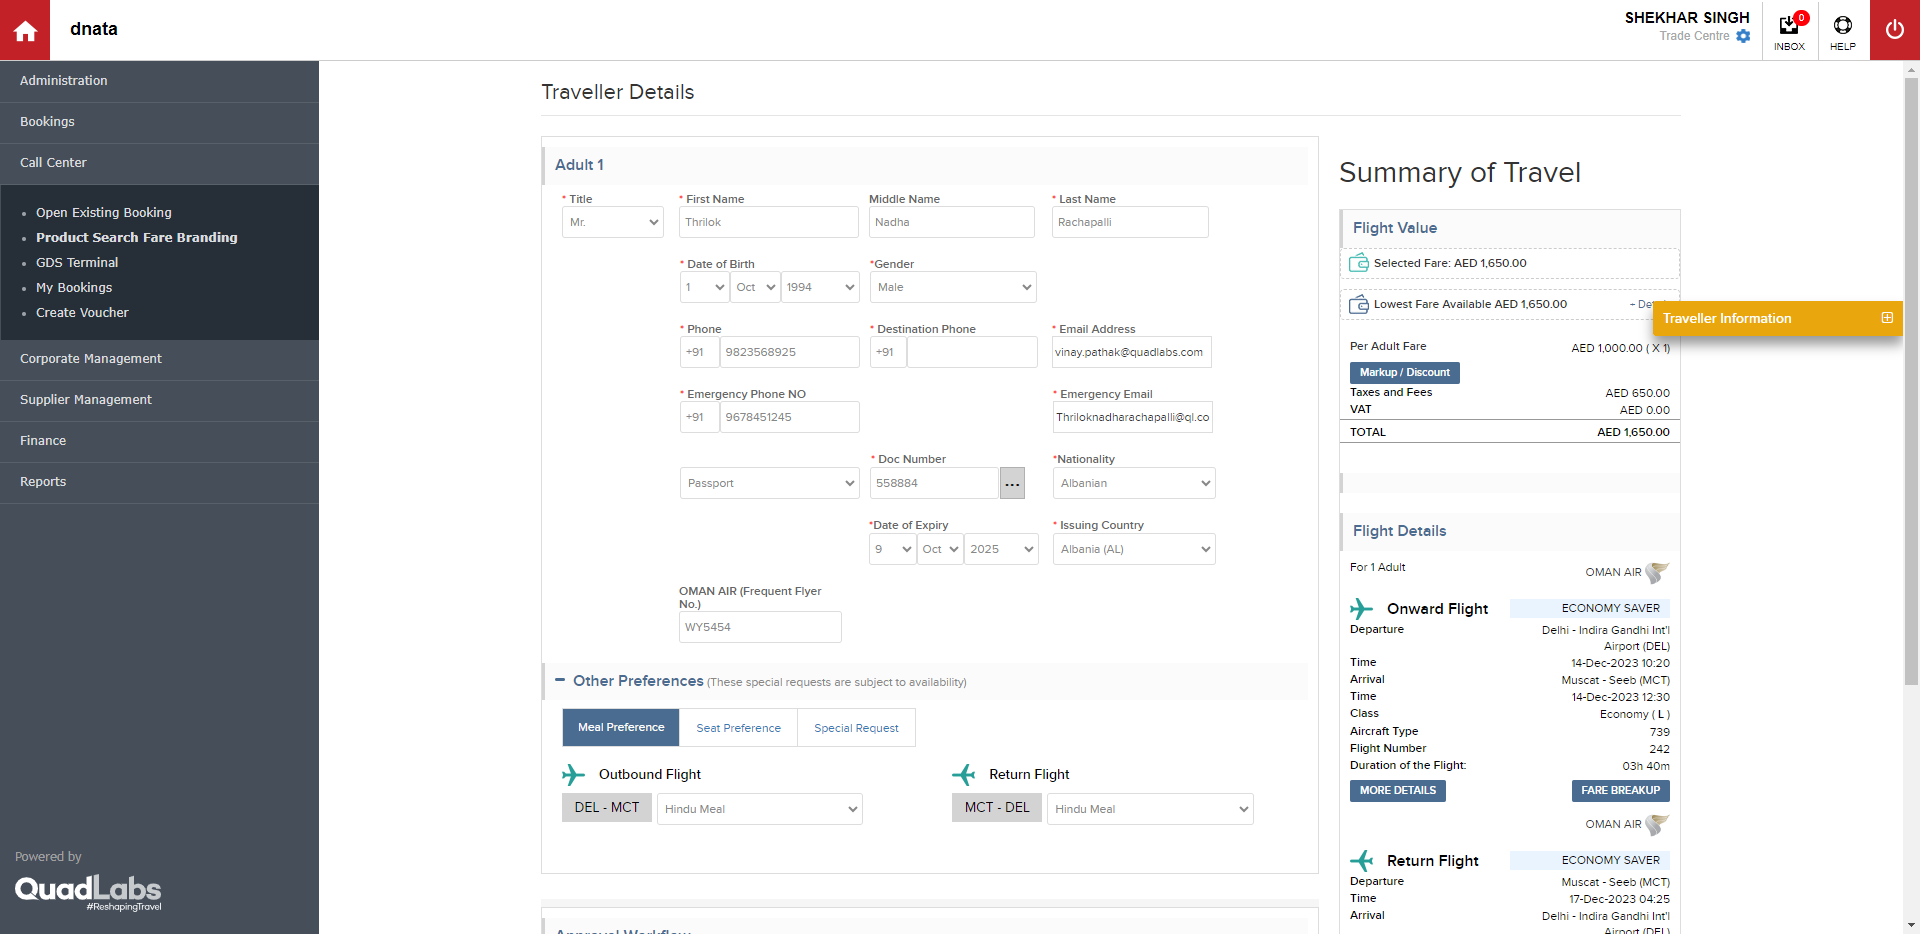 dnata
SHEKHAR SINGH
Trade Centre
0
INBOX
HELP
Administration
Bookings
Call Center
Open Existing Booking
Product Search Fare Branding
GDS Terminal
My Bookings
Create Voucher
Corporate Management
Supplier Management
Finance
Reports
Powered by
QuadLabs
#ReshapingTravel
Traveller Details
Adult 1
* Title
* First Name
Middle Name
* Last Name
Mr.
Thrilok
Nadha
Rachapalli
* Date of Birth
*Gender
1
Oct
1994
Male
* Phone
* Destination Phone
* Email Address
+91
9823568925
+91
vinay.pathak@quadlabs.com
* Emergency Phone NO
* Emergency Email
+91
9678451245
Thriloknadharachapalli@ql.co
* Doc Number
*Nationality
Passport
558884
...
Albanian
*Date of Expiry
* Issuing Country
9
Oct
2025
Albania (AL)
OMAN AIR (Frequent Flyer
No.)
WY5454
Other Preferences (These special requests are subject to availability)
Meal Preference
Seat Preference
Special Request
Outbound Flight
Return Flight
DEL - MCT
Hindu Meal
MCT - DEL
Hindu Meal
Approval Workflow
Summary of Travel
Flight Value
Selected Fare: AED 1,650.00
Lowest Fare Available AED 1,650.00
Traveller Information
Per Adult Fare
AED 1,000.00 ( X 1)
Markup / Discount
Taxes and Fees
AED 650.00
VAT
AED 0.00
TOTAL
AED 1,650.00
Flight Details
For 1 Adult
OMAN AIR
Onward Flight
ECONOMY SAVER
Departure
Delhi - Indira Gandhi Int'l
Airport (DEL)
Time
14-Dec-2023 10:20
Arrival
Muscat - Seeb (MCT)
Time
14-Dec-2023 12:30
Class
Economy ( L )
Aircraft Type
739
Flight Number
242
Duration of the Flight:
03h 40m
MORE DETAILS
FARE BREAKUP
OMAN AIR
Return Flight
ECONOMY SAVER
Departure
Muscat - Seeb (MCT)
Time
17-Dec-2023 04:25
Arrival
Delhi - Indira Gandhi Int'l
Airport (DEL)